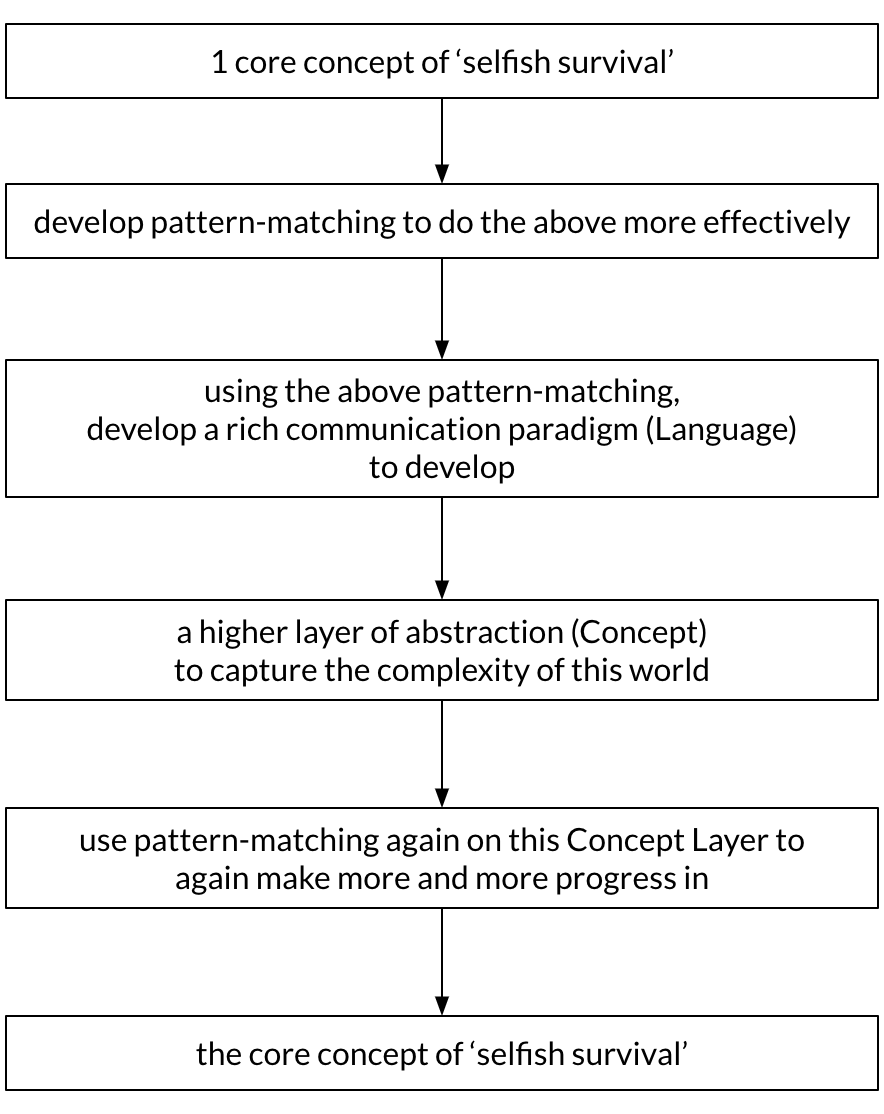 1 core concept of ‘selfish survival’
develop pattern-matching to do the above more effectively
using the above pattern-matching,
develop a rich communication paradigm (Language)
to develop
a higher layer of abstraction (Concept)
to capture the complexity of this world
use pattern-matching again on this Concept Layer to
again make more and more progress in
the core concept of ‘selfish survival’